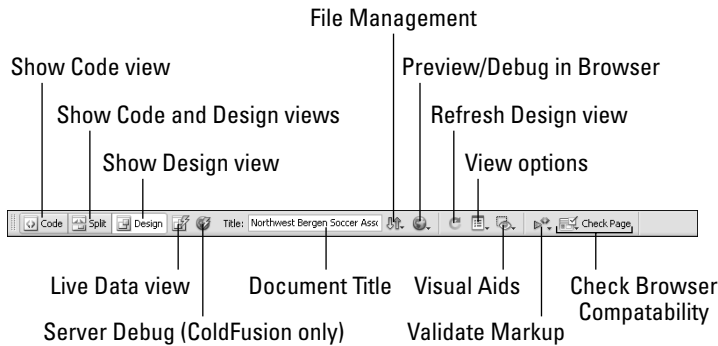 File Management
Show Code view
Preview/Debug in Browser
Show Code and Design views
Refresh Design view
Show Design view
View options
Code
Split
Design
Title:
Northwest Bergen Soccer Asso
Check Page
Live Data view
Document Title
Visual Aids
Check Browser
Compatability
Server Debug (ColdFusion only)
Validate Markup